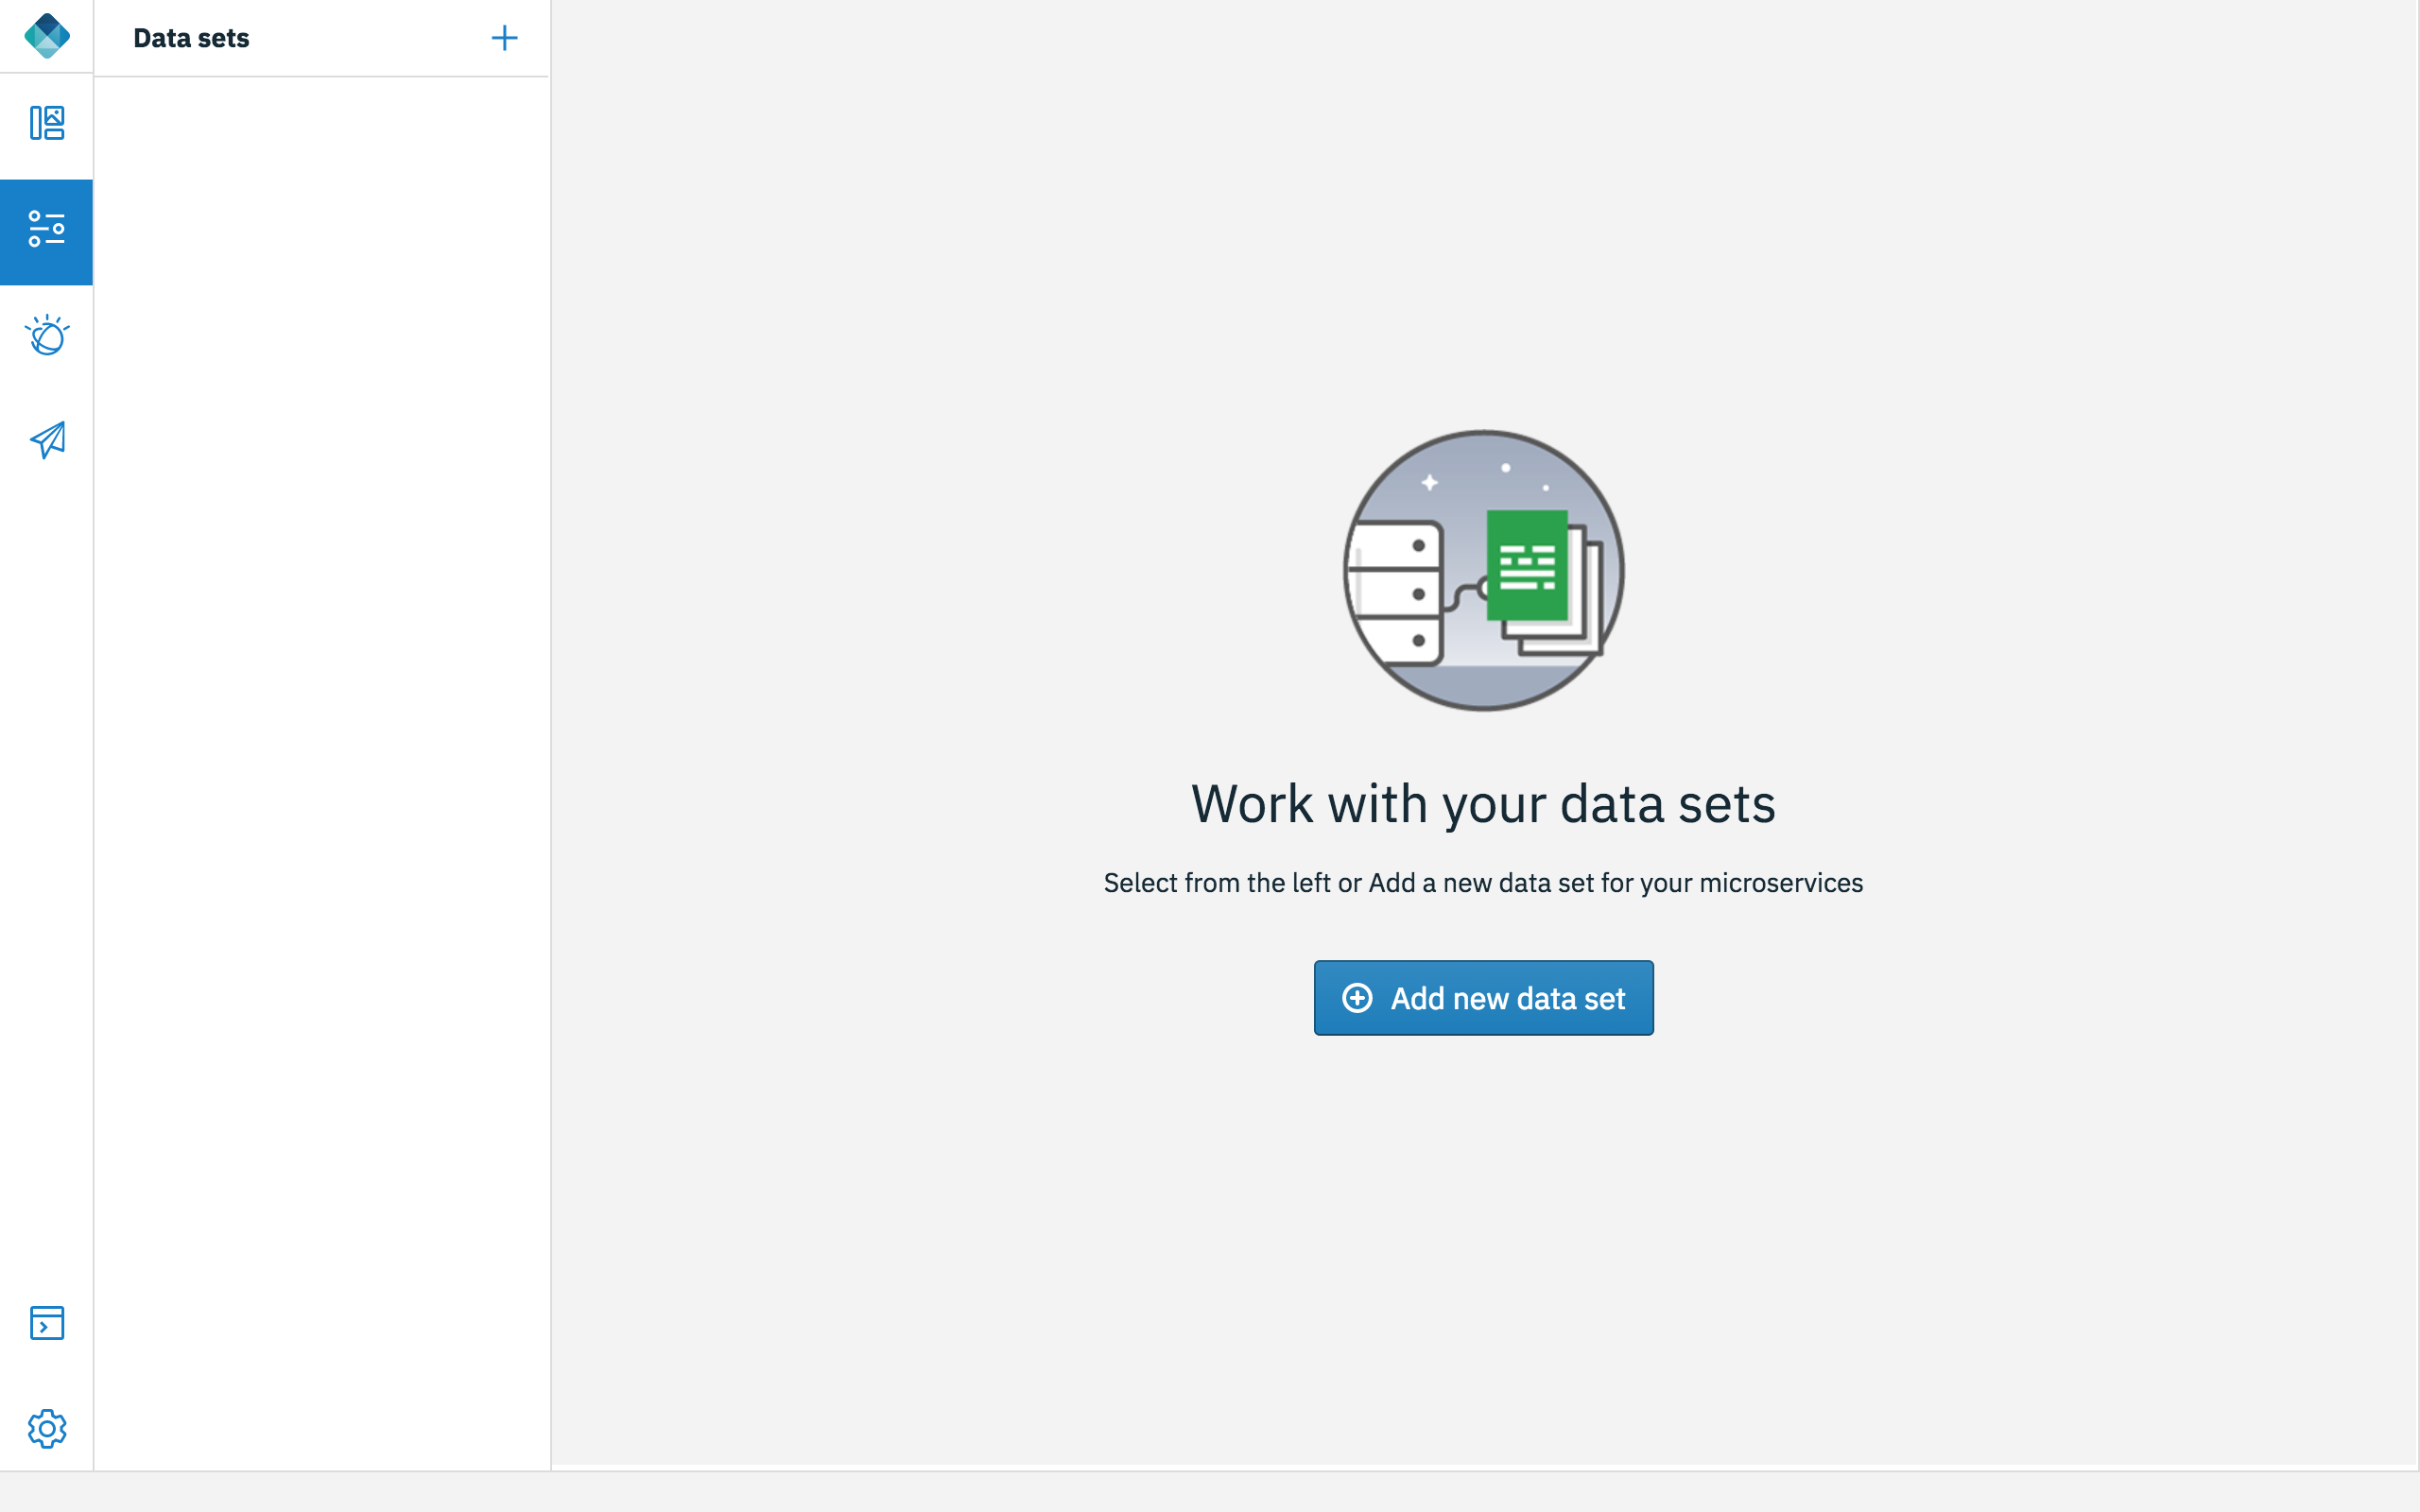 Data sets
Work with your data sets
Select from the left or Add a new data set for your microservices
Add new data set